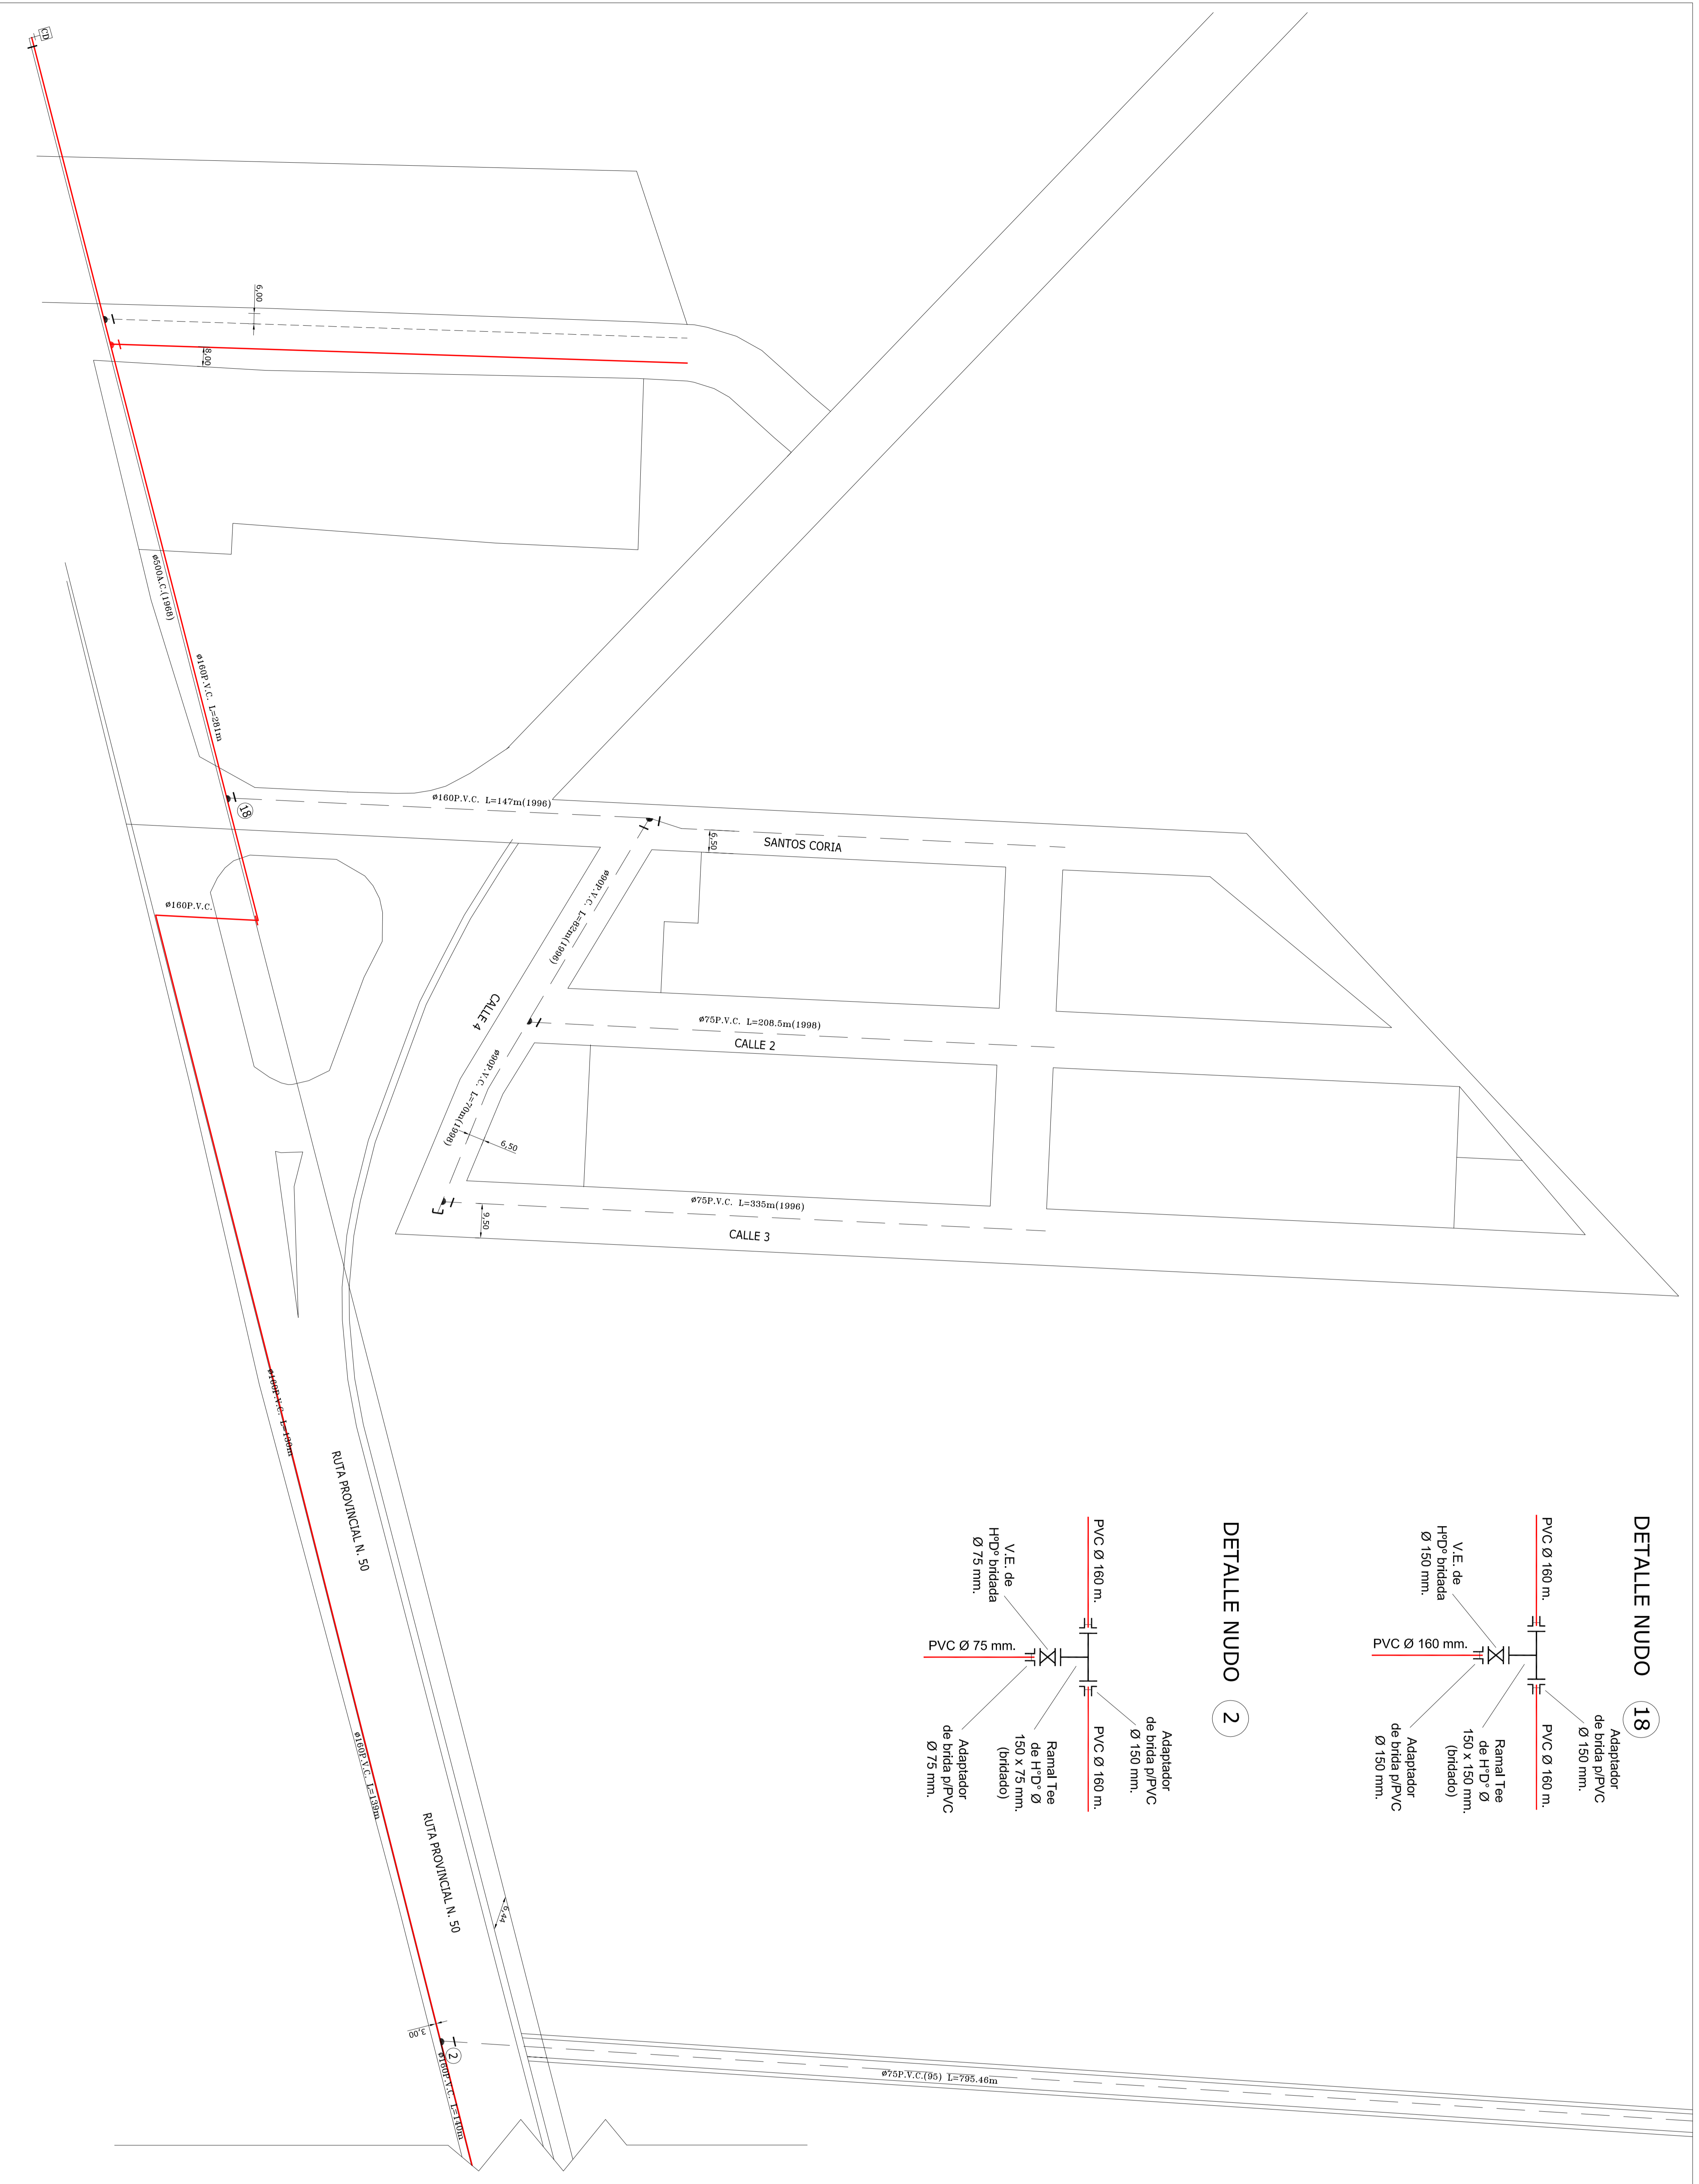 CD
6,00
8,00
ø500A.C.(1968)
ø160P.V.C. L=281m
18
ø160P.V.C. L=147m(1996)
6,50
SANTOS CORIA
ø160P.V.C.
ø90P.V.C. L=82m(1996)
CALLE 4
ø75P.V.C. L=208.5m(1998)
CALLE 2
ø90P.V.C. L=70m(1998)
6,50
ø75P.V.C. L=335m(1996)
9,50
CALLE 3
RUTA PROVINCIAL N. 50
ø160P.V.C. L=139m
RUTA PROVINCIAL N. 50
6,44
3,00
2
ø160P.V.C. L=140m
ø75P.V.C.(95) L=795.46m
DETALLE NUDO 18
PVC Ø 160 m.
PVC Ø 160 m.
Adaptador
de brida p/PVC
Ø 150 mm.
V.E. de
HºDº bridada
Ø 150 mm.
Ramal Tee
de H°D° Ø
150 x 150 mm.
(bridado)
PVC Ø 160 mm.
Adaptador
de brida p/PVC
Ø 150 mm.
DETALLE NUDO 2
PVC Ø 160 m.
PVC Ø 160 m.
Adaptador
de brida p/PVC
Ø 150 mm.
V.E. de
HºDº bridada
Ø 75 mm.
Ramal Tee
de H°D° Ø
150 x 75 mm.
(bridado)
PVC Ø 75 mm.
Adaptador
de brida p/PVC
Ø 75 mm.